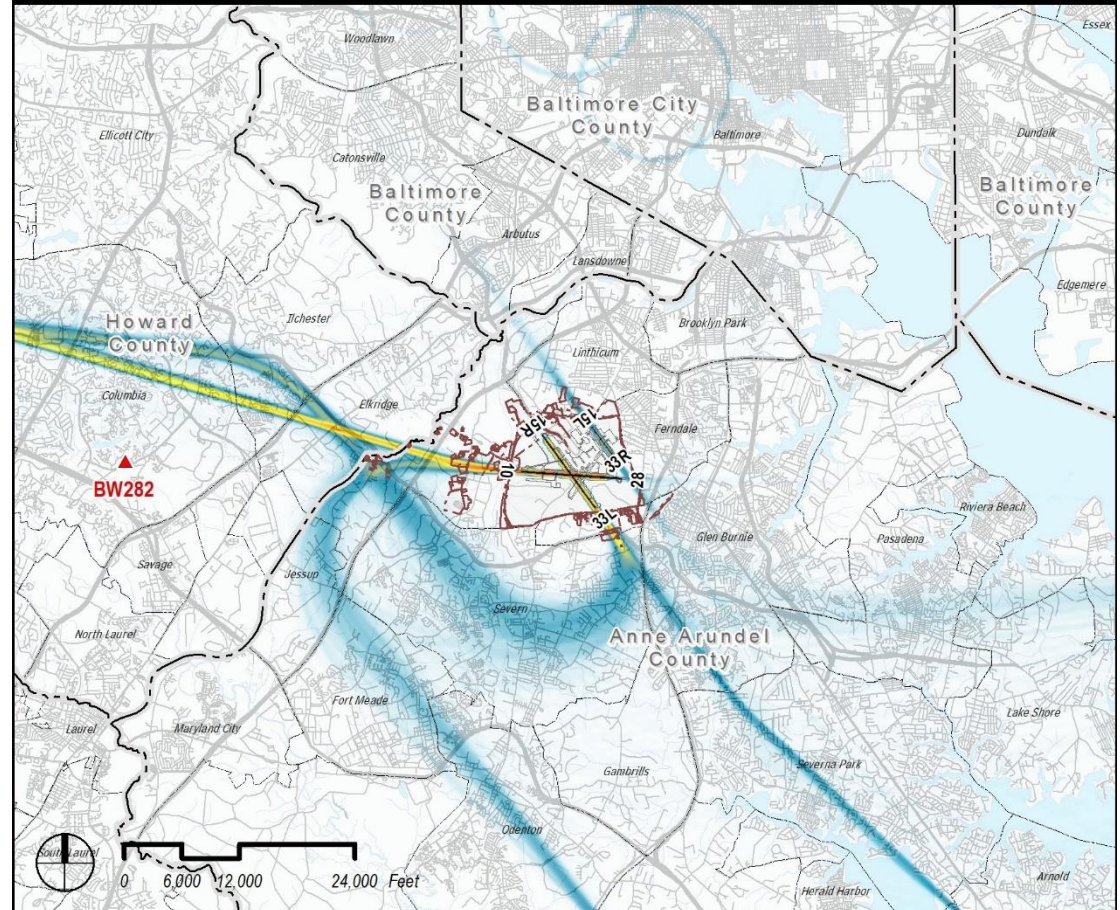 Essex
Woodlawn
Baltimore City
County
Ellicott City
Baltimore
Dundalk
Catonsville
Baltimore
County
Baltimore
County
Arbutus
Lansdowne
Edgemere
Howard
County
Ilchester
Brooklyn Park
Linthicum
Columbia
Elkridge
15R
15L
Ferndale
10
33R
28
BW282
33L
Riviera Beach
Glen Burnie
Pasadena
Savage
Jessup
Severn
North Laurel
Anne Arundel
County
Fort Meade
Lake Shore
Laurel
Maryland City
Severna Park
Gambrills
Odenton
South Laurel
0 6,000 12,000 24,000 Feet
Herald Harbor
Arnold